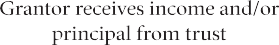 Grantor receives income and/or
principal from trust